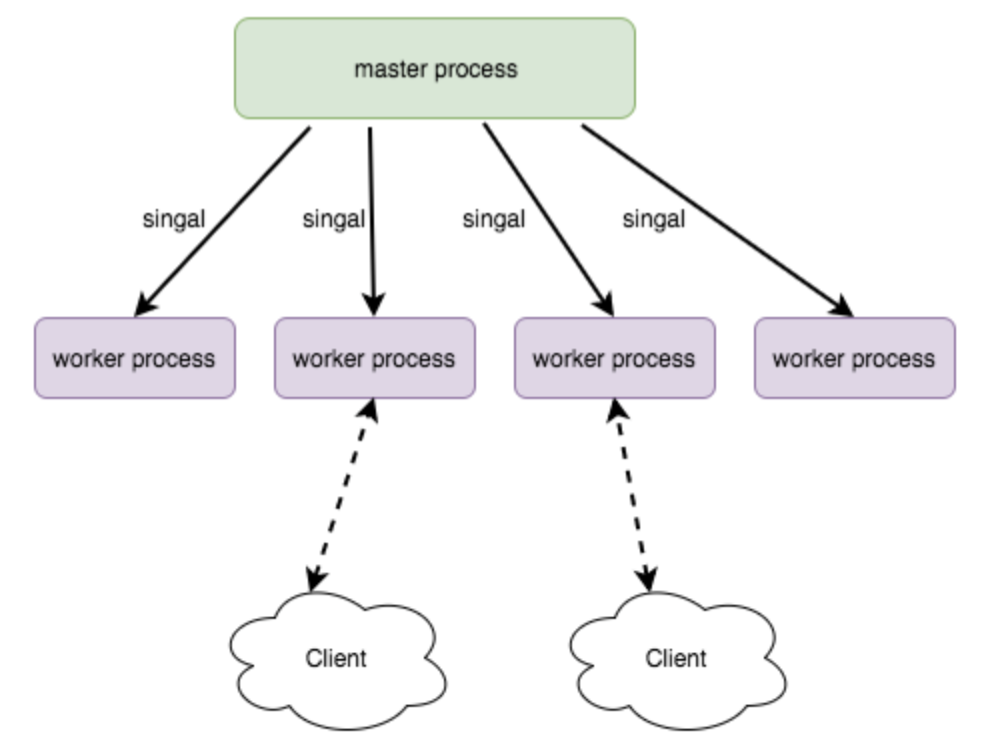 master process
singal
singal
singal
singal
worker process
worker process
worker process
worker process
Client
Client